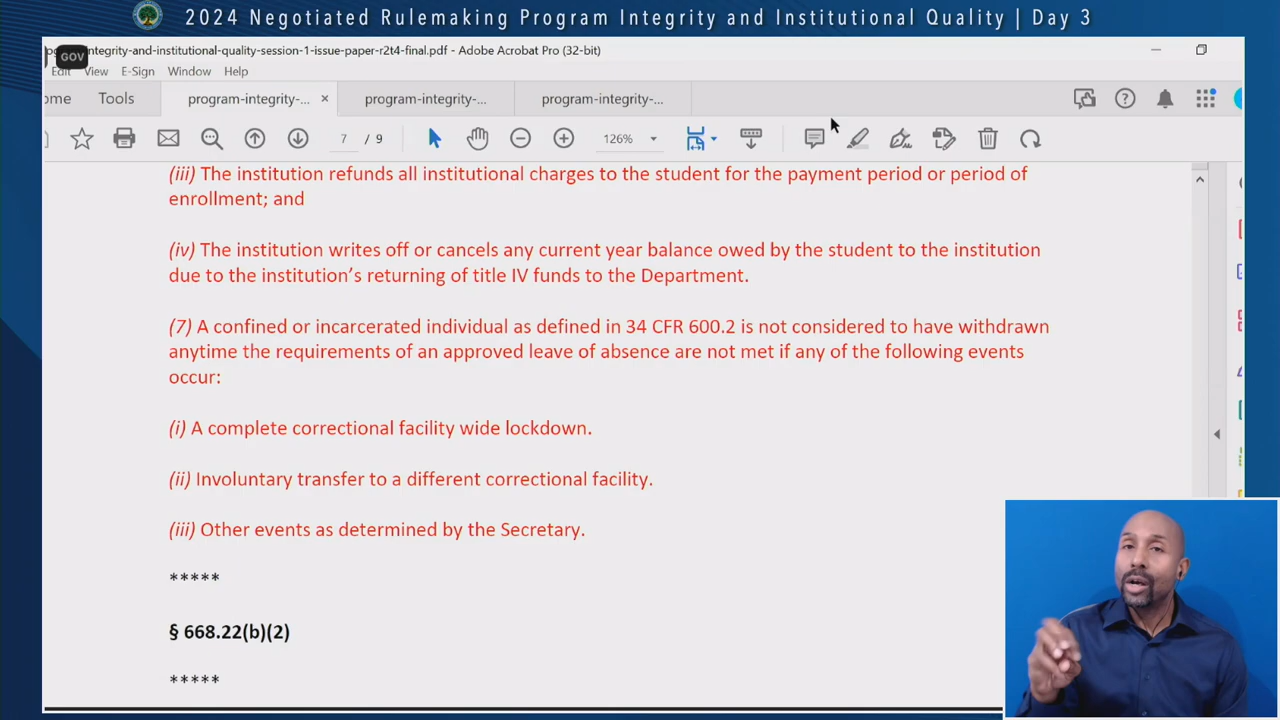 2024 Negotiated Rulemaking Program Integrity and Institutional Quality | Day 3
GOV
ntegrity-and-institutional-quality-session-1-issue-paper-r2t4-final.pdf - Adobe Acrobat Pro (32-bit)
Edit View E-Sign Window Help
ome Tools program-integrity-... × program-integrity-... program-integrity-...
7 / 9 126%
(iii) The institution refunds all institutional charges to the student for the payment period or period of
enrollment; and
(iv) The institution writes off or cancels any current year balance owed by the student to the institution
due to the institution’s returning of title IV funds to the Department.
(7) A confined or incarcerated individual as defined in 34 CFR 600.2 is not considered to have withdrawn
anytime the requirements of an approved leave of absence are not met if any of the following events
occur:
(i) A complete correctional facility wide lockdown.
(ii) Involuntary transfer to a different correctional facility.
(iii) Other events as determined by the Secretary.
*****
§ 668.22(b)(2)
*****